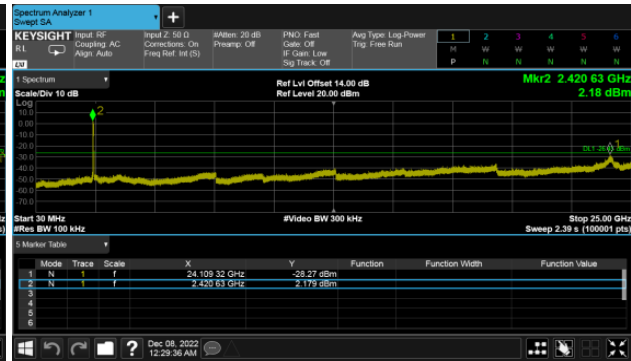 Spectrum Analyzer 1
Swept SA
+
KEYSIGHT Input: RF Input Z: 50 Ω #Atten: 20 dB PNO: Fast Avg Type: Log-Power 1 2 3 4 5 6
RL Coupling: AC Corrections: On Preamp: Off Gate: Off Trig: Free Run M W W W W W
Align: Auto Freq Ref: Int (S) IF Gain: Low P N N N N N
Sig Track: Off
LXI
1 Spectrum Ref Lvl Offset 14.00 dB Mkr2 2.420 63 GHz
Scale/Div 10 dB Ref Level 20.00 dBm 2.18 dBm
Log
10.0
0.00
-10.0
-20.0
-30.0
-40.0
-50.0
-60.0
-70.0
2
1
Start 30 MHz #Video BW 300 kHz Stop 25.00 GHz
#Res BW 100 kHz Sweep 2.39 s (100001 pts)
5 Marker Table
Mode Trace Scale X Y Function Function Width Function Value
1 N 1 f 24.109 32 GHz -28.27 dBm
2 N 1 f 2.420 63 GHz 2.179 dBm
3
4
5
6
? Dec 08, 2022
12:29:36 AM